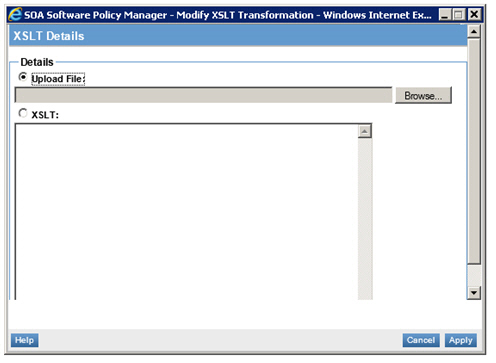 SOA Software Policy Manager - Modify XSLT Transformation - Windows Internet Ex...
XSLT Details
Details
Upload File:
Browse...
XSLT:
Help
Cancel Apply